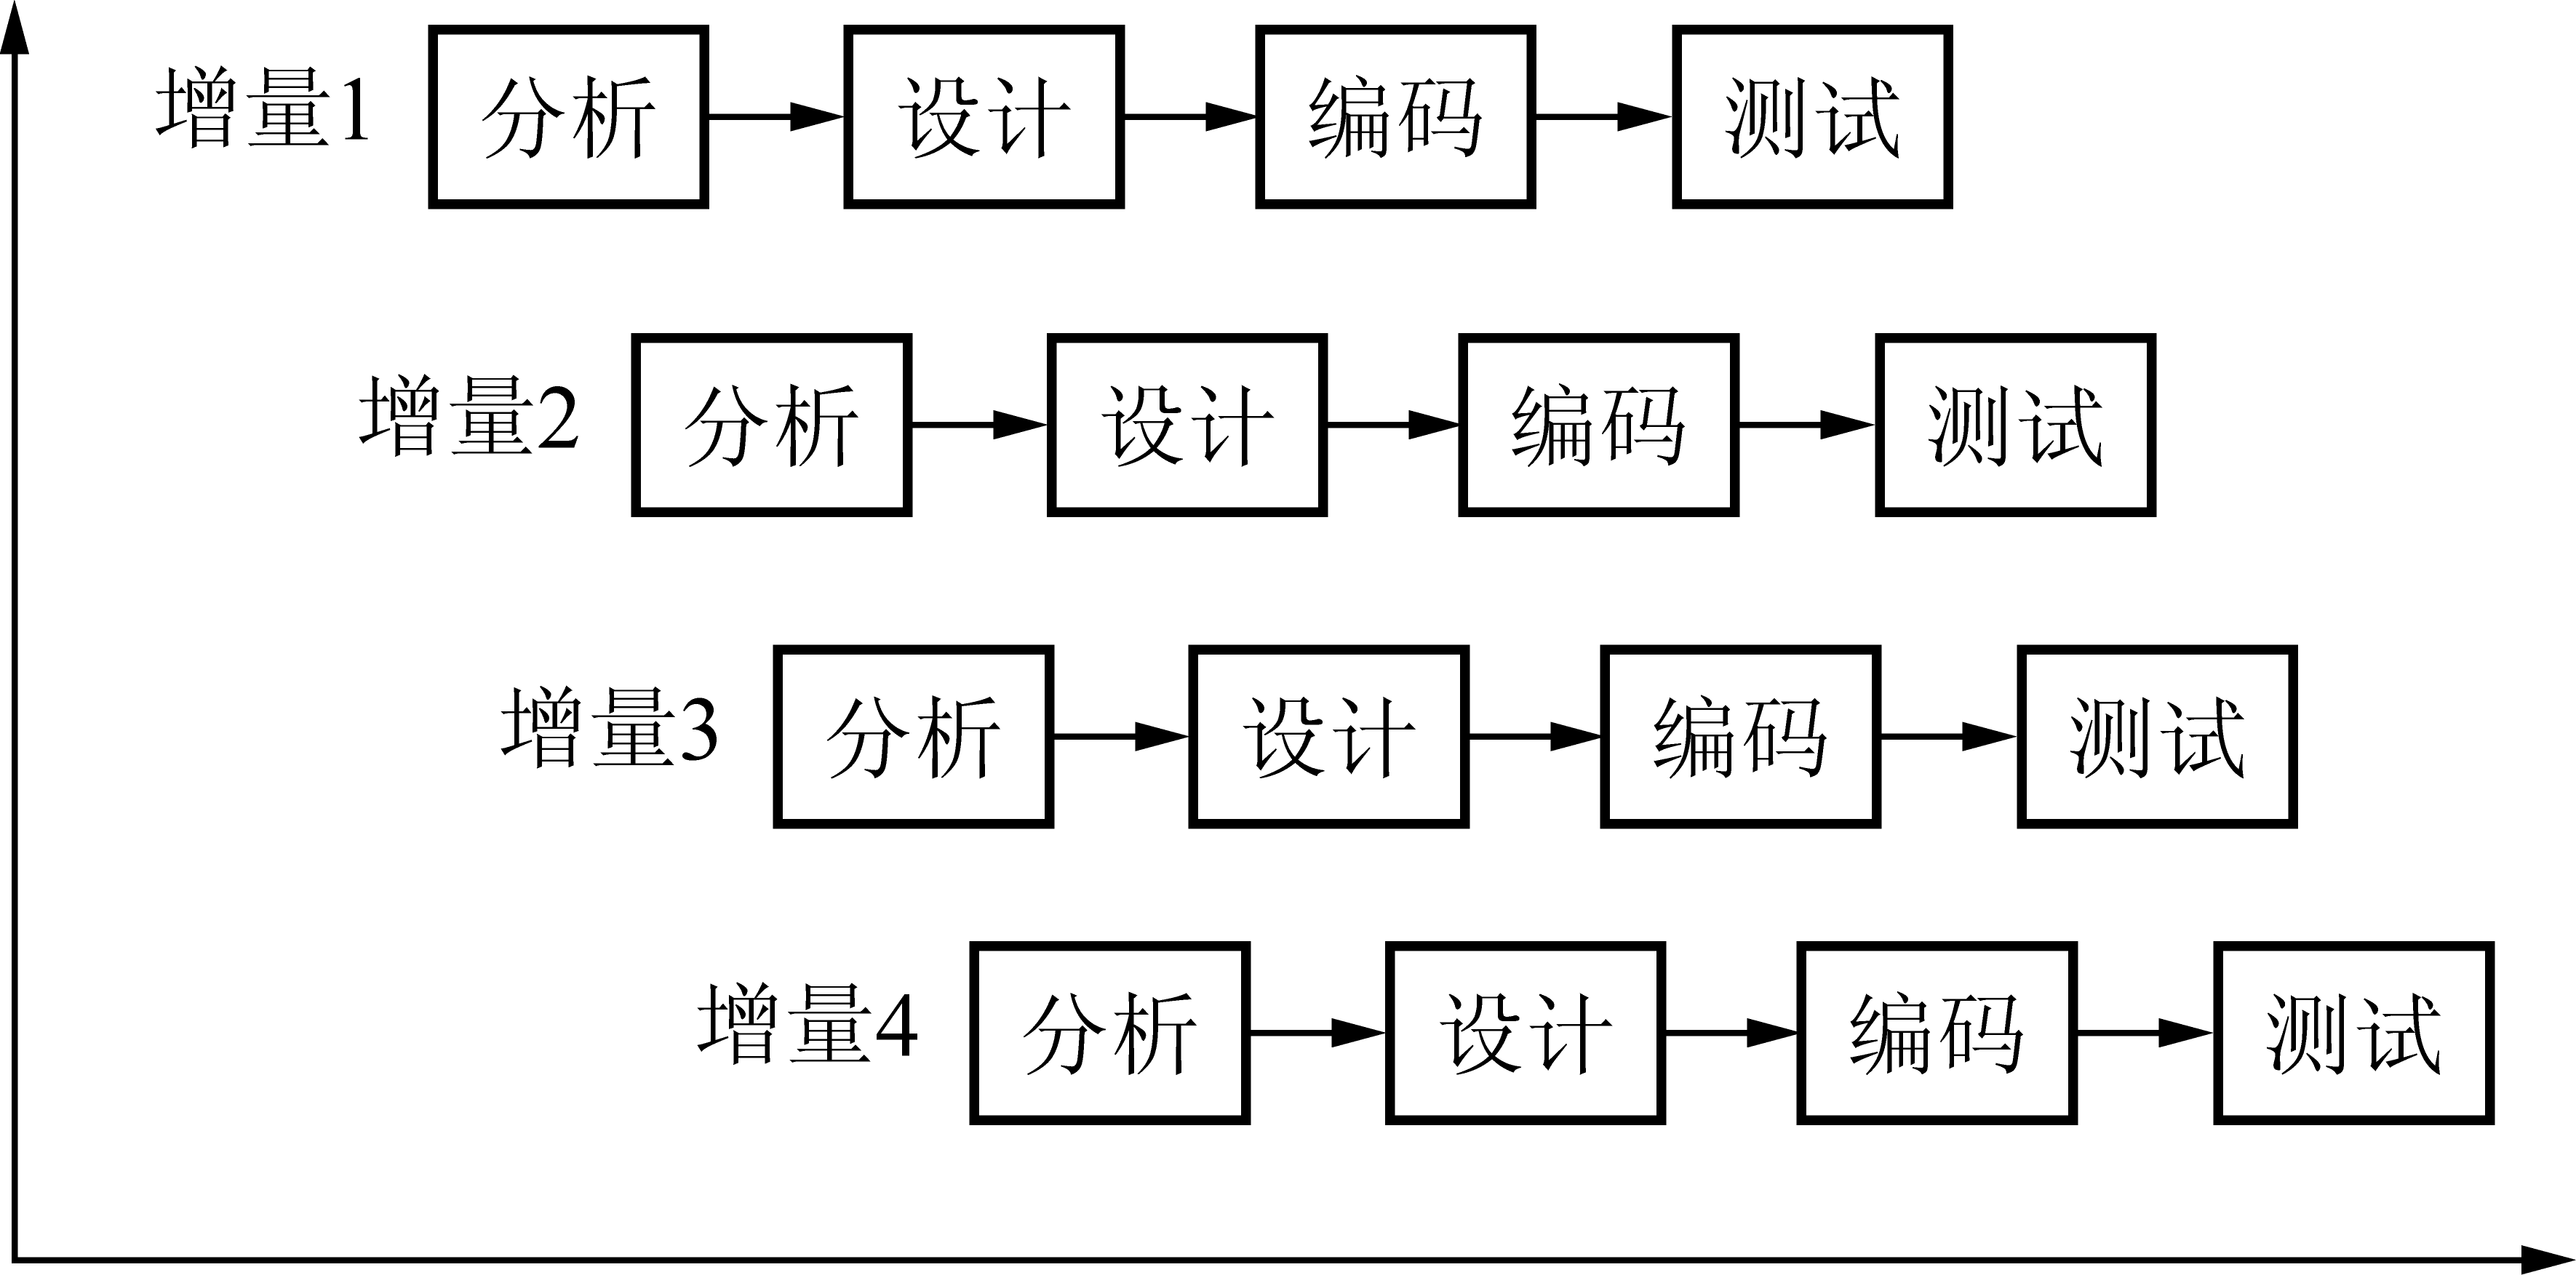 增量1 分析 设计 编码 测试
增量2 分析 设计 编码 测试
增量3 分析 设计 编码 测试
增量4 分析 设计 编码 测试